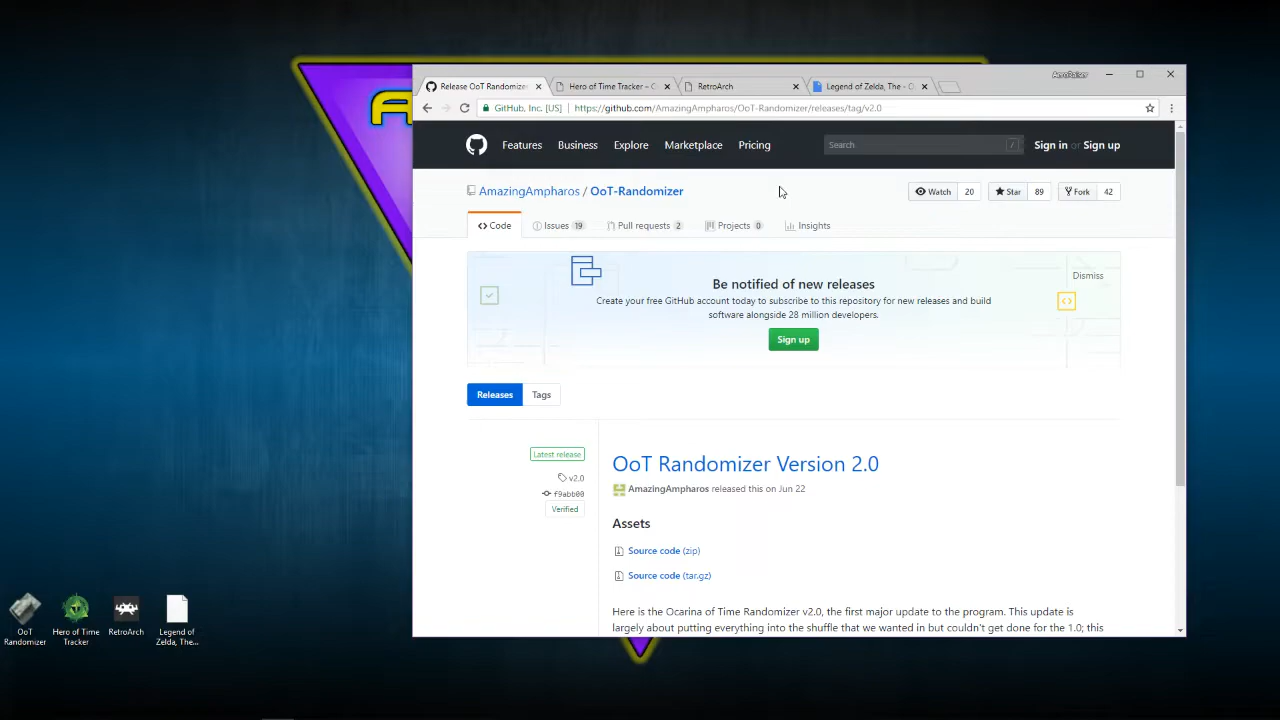 AeroRaiser
Release OoT Randomizer
Hero of Time Tracker – C
RetroArch
Legend of Zelda, The - O
GitHub, Inc. [US]
https://github.com/AmazingAmpharos/OoT-Randomizer/releases/tag/v2.0
Features
Business
Explore
Marketplace
Pricing
Search
/
Sign in or Sign up
AmazingAmpharos / OoT-Randomizer
Watch 20
Star 89
Fork 42
Code
Issues 19
Pull requests 2
Projects 0
Insights
Be notified of new releases
Dismiss
Create your free GitHub account today to subscribe to this repository for new releases and build
software alongside 28 million developers.
Sign up
Releases
Tags
Latest release
v2.0
f9abb00
Verified
OoT Randomizer Version 2.0
AmazingAmpharos released this on Jun 22
Assets
Source code (zip)
Source code (tar.gz)
Here is the Ocarina of Time Randomizer v2.0, the first major update to the program. This update is
largely about putting everything into the shuffle that we wanted in but couldn't get done for the 1.0; this
OoT
Randomizer
Hero of Time
Tracker
RetroArch
Legend of
Zelda, The...